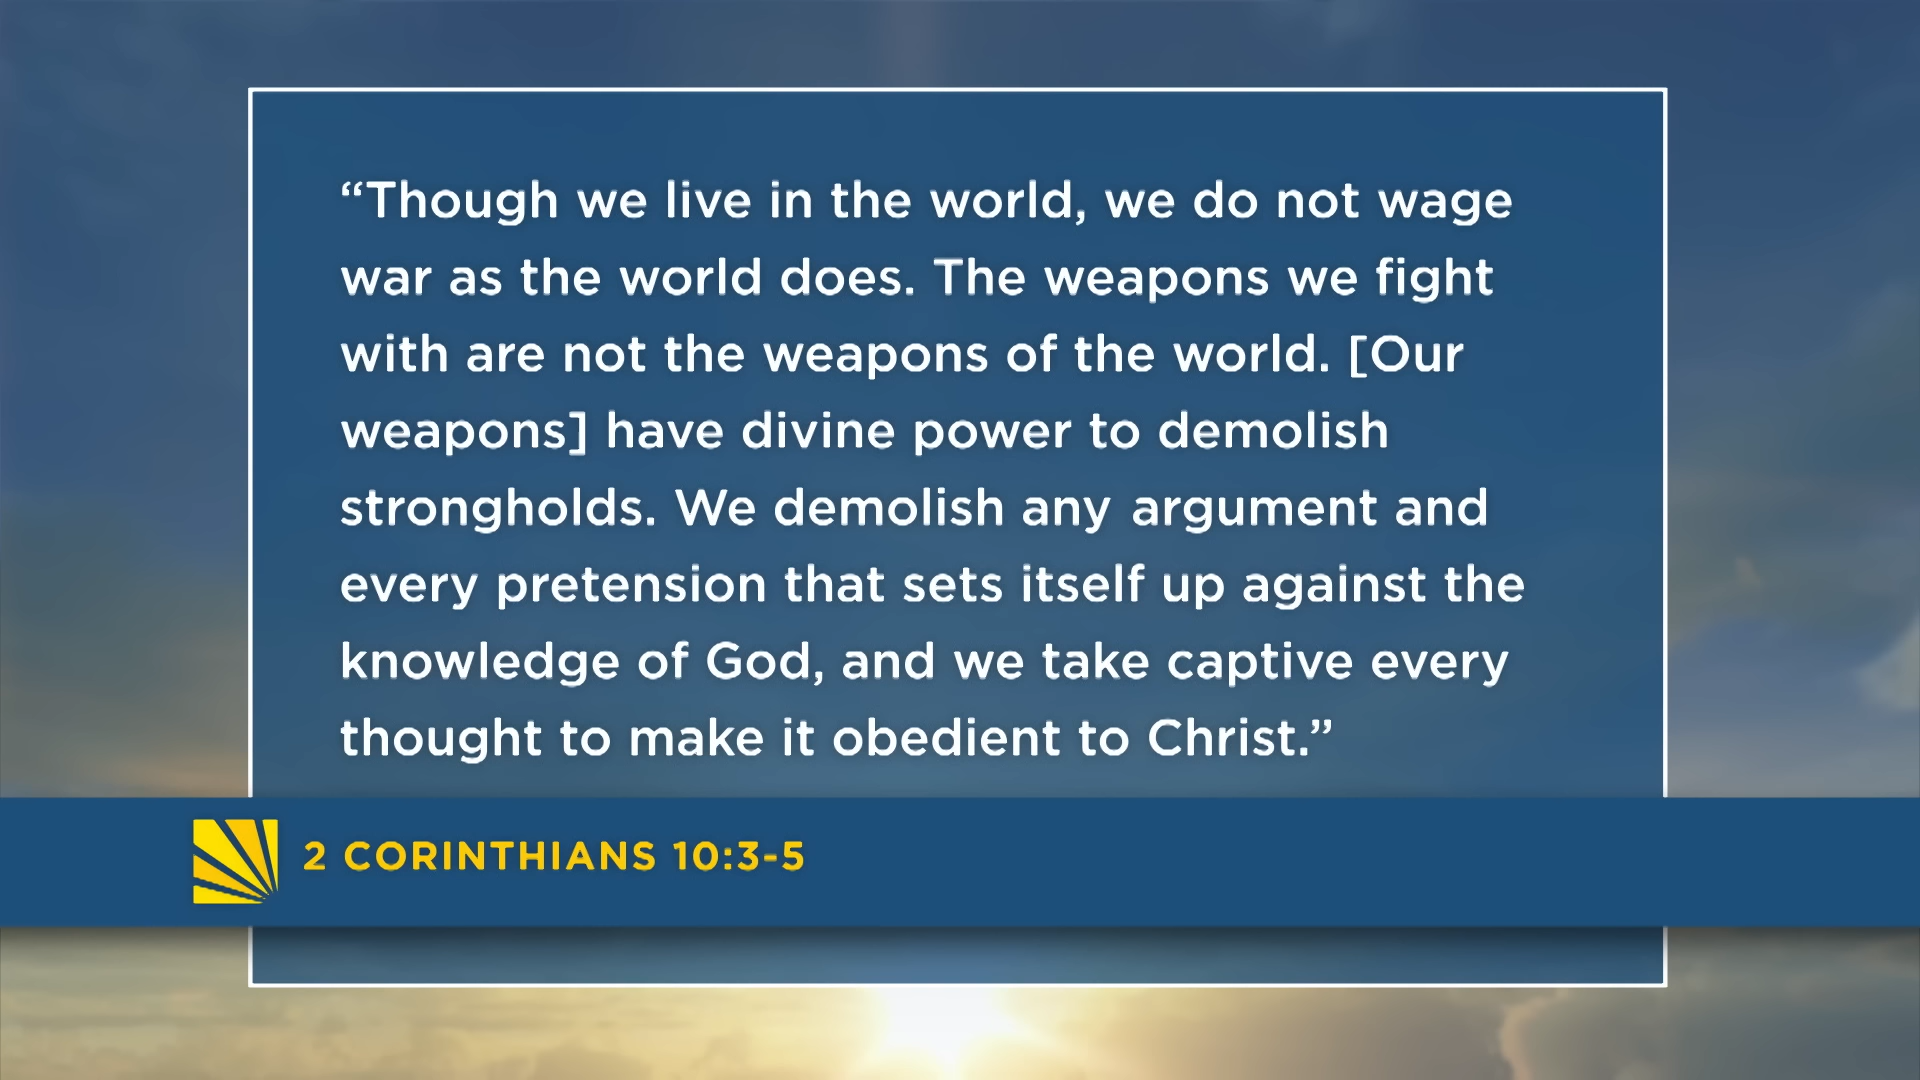 “Though we live in the world, we do not wage
war as the world does. The weapons we fight
with are not the weapons of the world. [Our
weapons] have divine power to demolish
strongholds. We demolish any argument and
every pretension that sets itself up against the
knowledge of God, and we take captive every
thought to make it obedient to Christ.”
2 CORINTHIANS 10:3-5